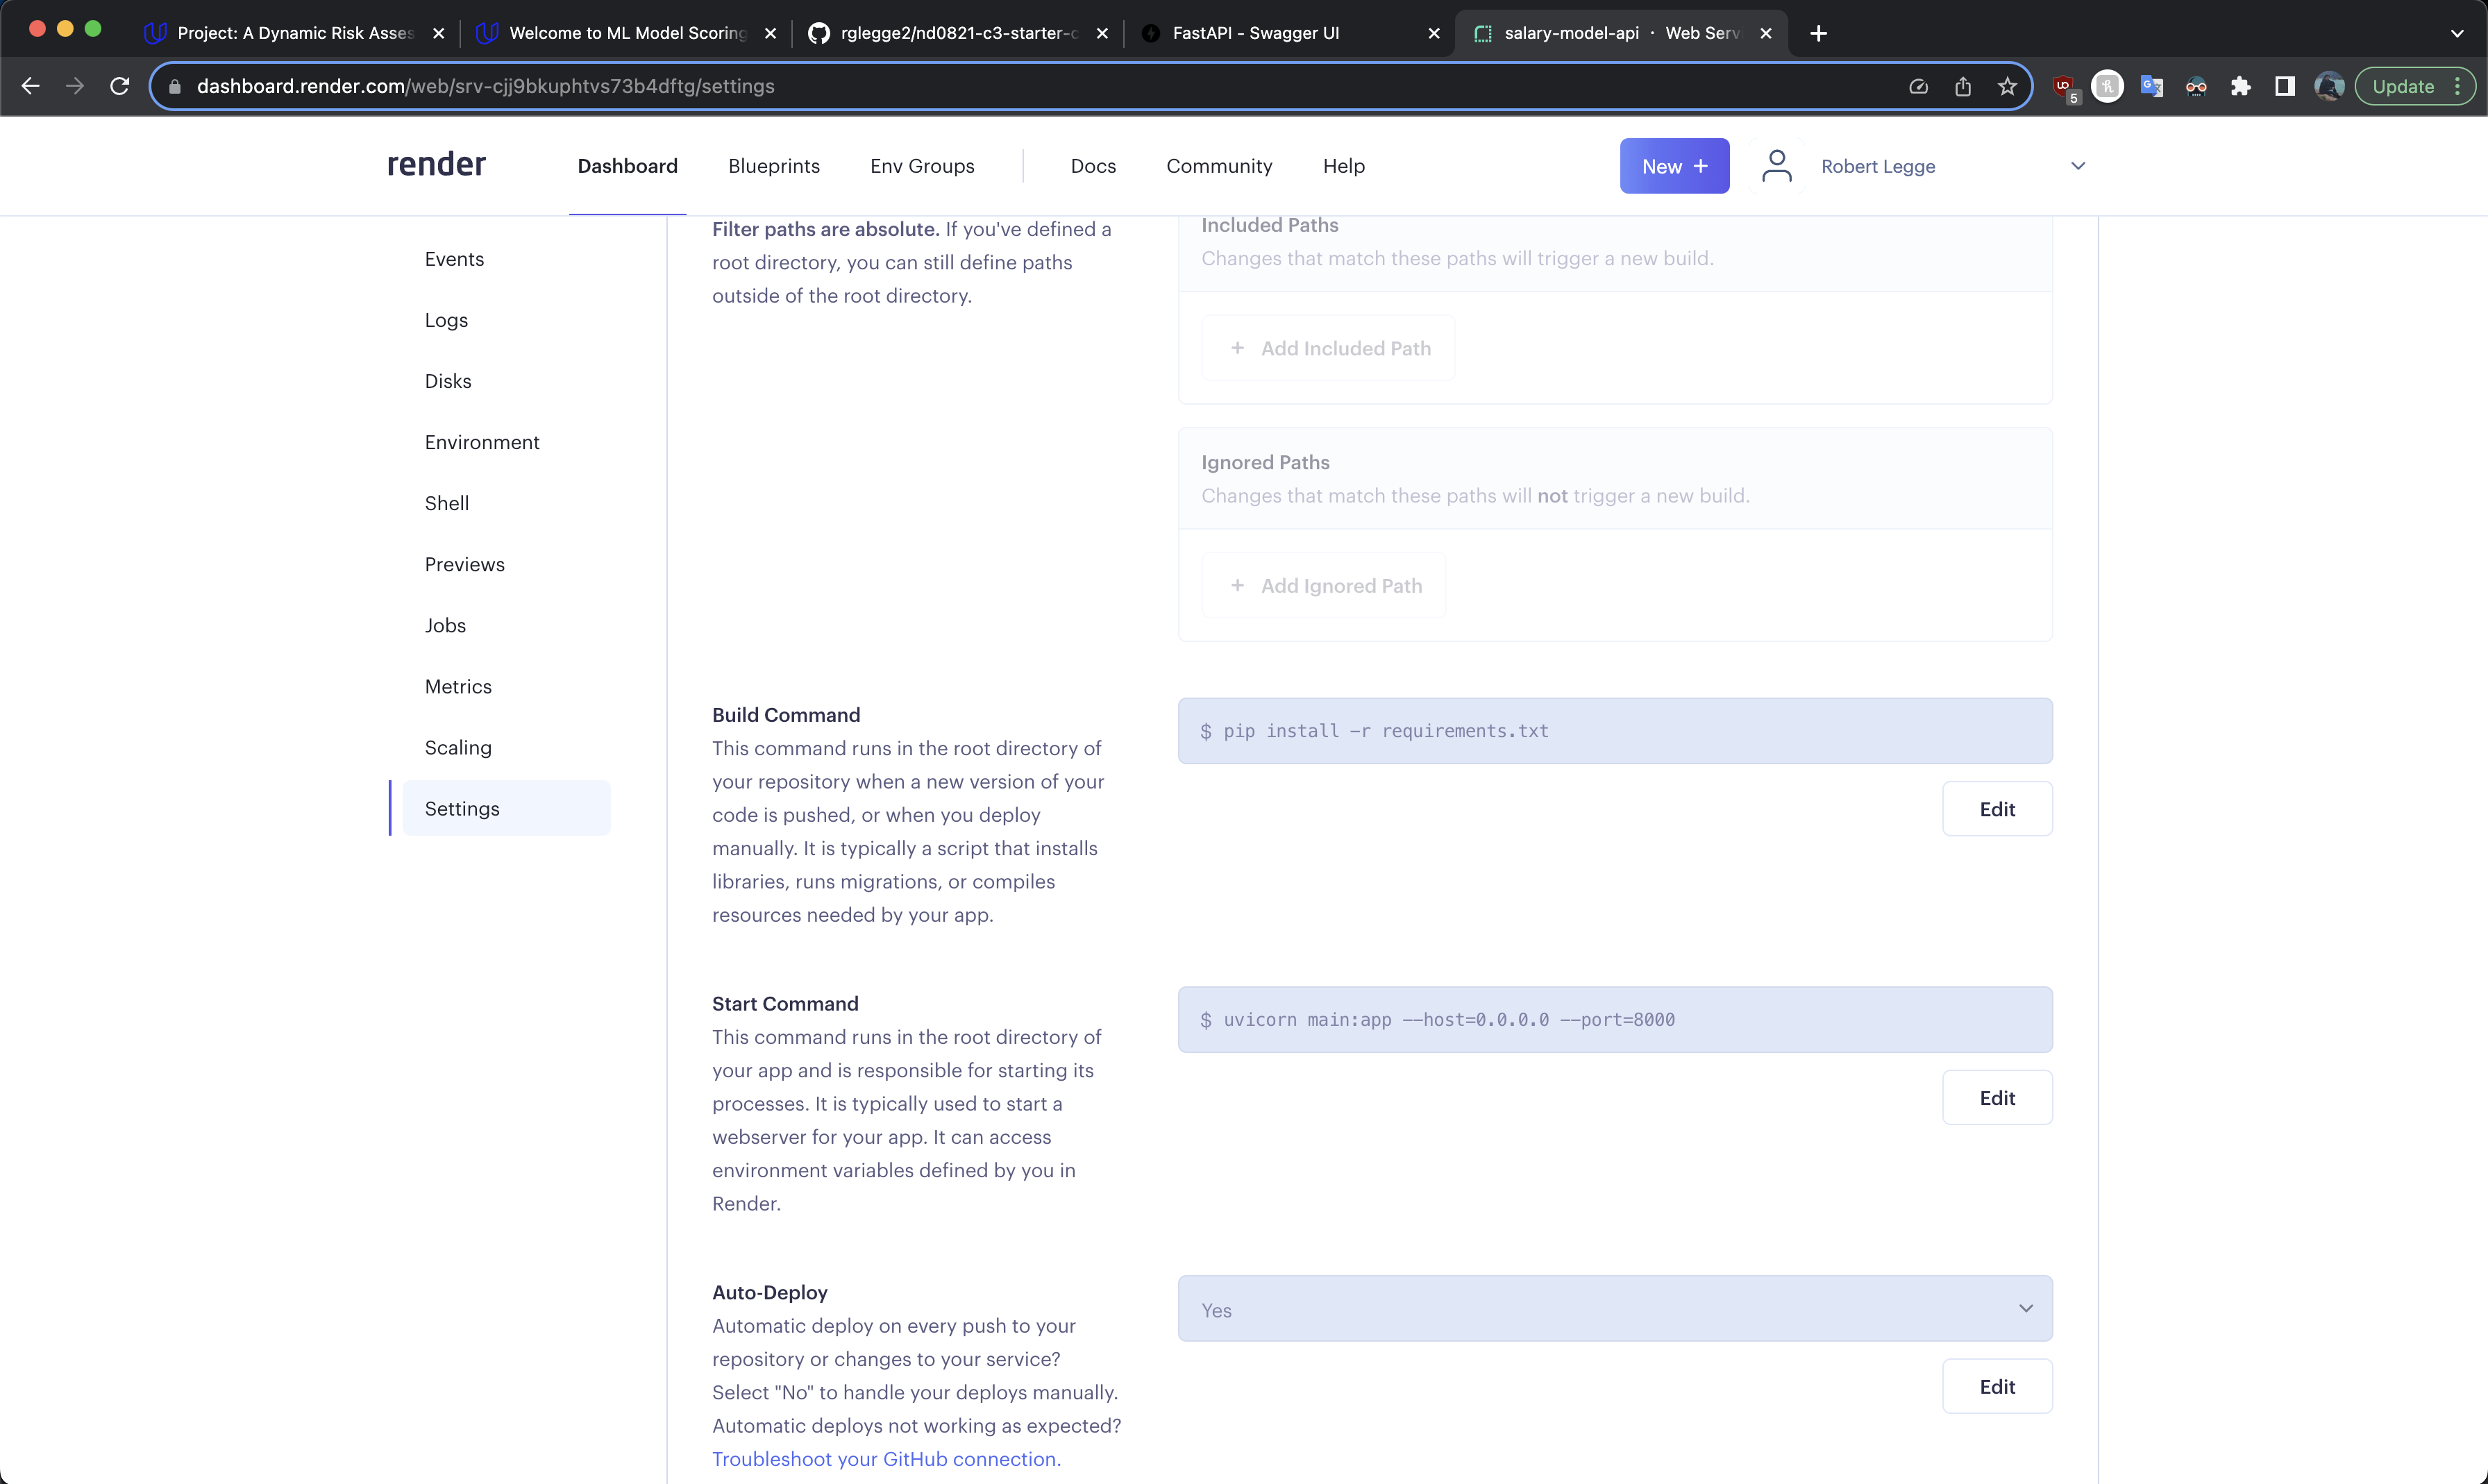 Project: A Dynamic Risk Asses
Welcome to ML Model Scoring
rglegge2/nd0821-c3-starter-c
FastAPI - Swagger UI
salary-model-api · Web Serv
dashboard.render.com/web/srv-cjj9bkuphtvs73b4dftg/settings
5
Update
render
Dashboard
Blueprints
Env Groups
Docs
Community
Help
New +
Robert Legge
Events
Logs
Disks
Environment
Shell
Previews
Jobs
Metrics
Scaling
Settings
Filter paths are absolute. If you've defined a
root directory, you can still define paths
outside of the root directory.
Included Paths
Changes that match these paths will trigger a new build.
+ Add Included Path
Ignored Paths
Changes that match these paths will not trigger a new build.
+ Add Ignored Path
Build Command
This command runs in the root directory of
your repository when a new version of your
code is pushed, or when you deploy
manually. It is typically a script that installs
libraries, runs migrations, or compiles
resources needed by your app.
$ pip install -r requirements.txt
Edit
Start Command
This command runs in the root directory of
your app and is responsible for starting its
processes. It is typically used to start a
webserver for your app. It can access
environment variables defined by you in
Render.
$ uvicorn main:app --host=0.0.0.0 --port=8000
Edit
Auto-Deploy
Automatic deploy on every push to your
repository or changes to your service?
Select "No" to handle your deploys manually.
Automatic deploys not working as expected?
Troubleshoot your GitHub connection.
Yes
Edit